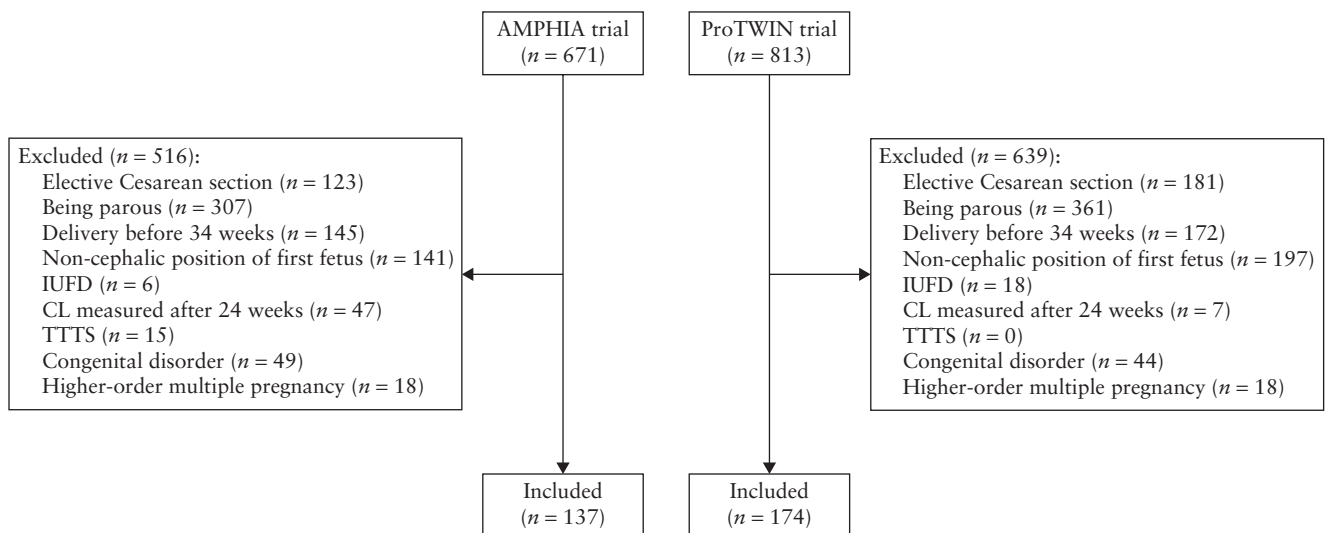 AMPHIA trial
(n = 671)
ProTWIN trial
(n = 813)
Excluded (n = 516):
Elective Cesarean section (n = 123)
Being parous (n = 307)
Delivery before 34 weeks (n = 145)
Non-cephalic position of first fetus (n = 141)
IUFD (n = 6)
CL measured after 24 weeks (n = 47)
TTTS (n = 15)
Congenital disorder (n = 49)
Higher-order multiple pregnancy (n = 18)
Excluded (n = 639):
Elective Cesarean section (n = 181)
Being parous (n = 361)
Delivery before 34 weeks (n = 172)
Non-cephalic position of first fetus (n = 197)
IUFD (n = 18)
CL measured after 24 weeks (n = 7)
TTTS (n = 0)
Congenital disorder (n = 44)
Higher-order multiple pregnancy (n = 18)
Included
(n = 137)
Included
(n = 174)